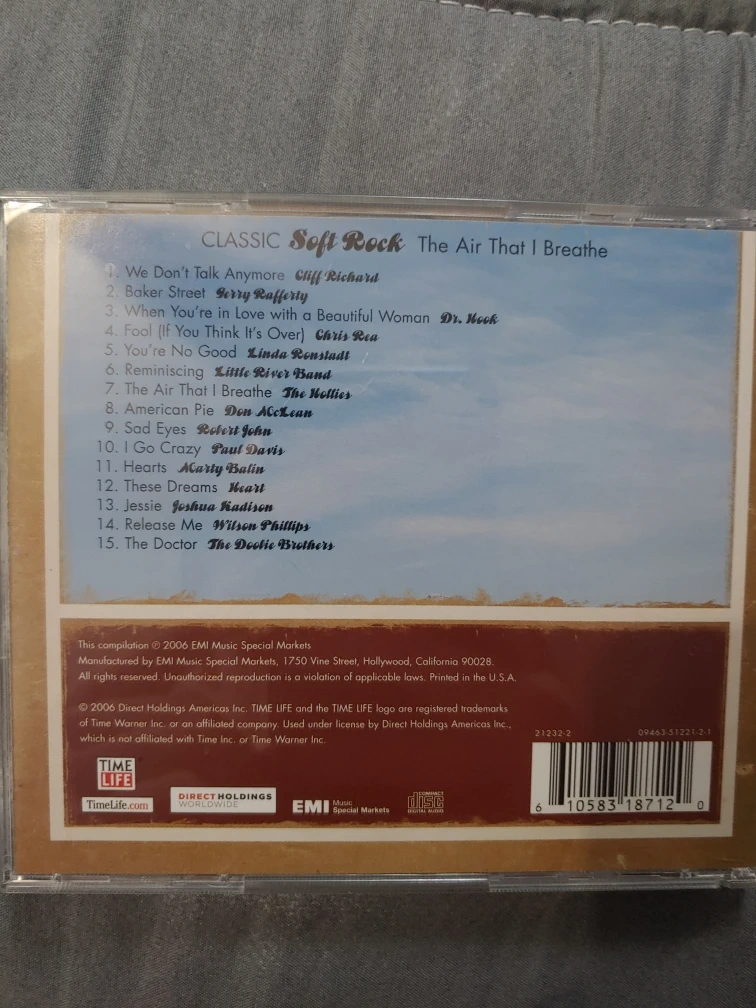 CLASSIC Soft Rock The Air That I Breathe
1. We Don't Talk Anymore Cliff Richard
2. Baker Street Gerry Rafferty
3. When You're in Love with a Beautiful Woman Dr. Hook
4. Fool (If You Think It's Over) Chris Rea
5. You're No Good Linda Ronstadt
6. Reminiscing Little River Band
7. The Air That I Breathe The Hollies
8. American Pie Don McLean
9. Sad Eyes Robert John
10. I Go Crazy Paul Davis
11. Hearts Marty Balin
12. These Dreams Heart
13. Jessie Joshua Kadison
14. Release Me Wilson Phillips
15. The Doctor The Doobie Brothers
This compilation ℗ 2006 EMI Music Special Markets
Manufactured by EMI Music Special Markets, 1750 Vine Street, Hollywood, California 90028.
All rights reserved. Unauthorized reproduction is a violation of applicable laws. Printed in the U.S.A.
© 2006 Direct Holdings Americas Inc. TIME LIFE and the TIME LIFE logo are registered trademarks
of Time Warner Inc. or an affiliated company. Used under license by Direct Holdings Americas Inc.,
which is not affiliated with Time Inc. or Time Warner Inc.
21232-2 09463-51221-2-1
TIME
LIFE
TimeLife.com
DIRECT HOLDINGS
WORLDWIDE
EMI Music
Special Markets
COMPACT
disc
DIGITAL AUDIO
6 10583 18712 0